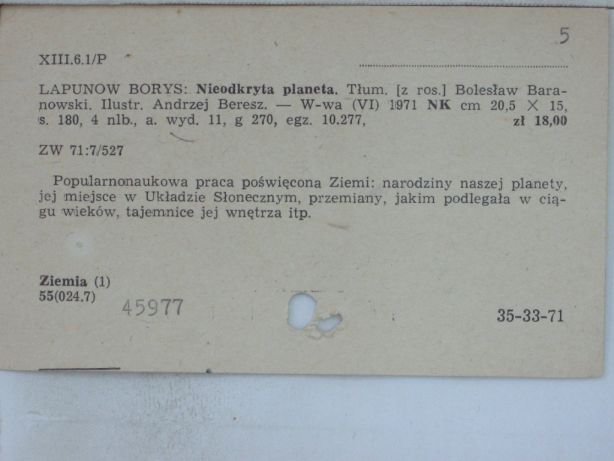 5
XIII.6.1/P
LAPUNOW BORYS: Nieodkryta planeta. Tłum. [z ros.] Bolesław Bara-
nowski. Ilustr. Andrzej Beresz. — W-wa (VI) 1971 NK cm 20,5 X 15,
s. 180, 4 nlb., a. wyd. 11, g 270, egz. 10.277, zł 18,00
ZW 71:7/527
Popularnonaukowa praca poświęcona Ziemi: narodziny naszej planety,
jej miejsce w Układzie Słonecznym, przemiany, jakim podlegała w cią-
gu wieków, tajemnice jej wnętrza itp.
Ziemia (1)
55(024.7)
45977
35-33-71